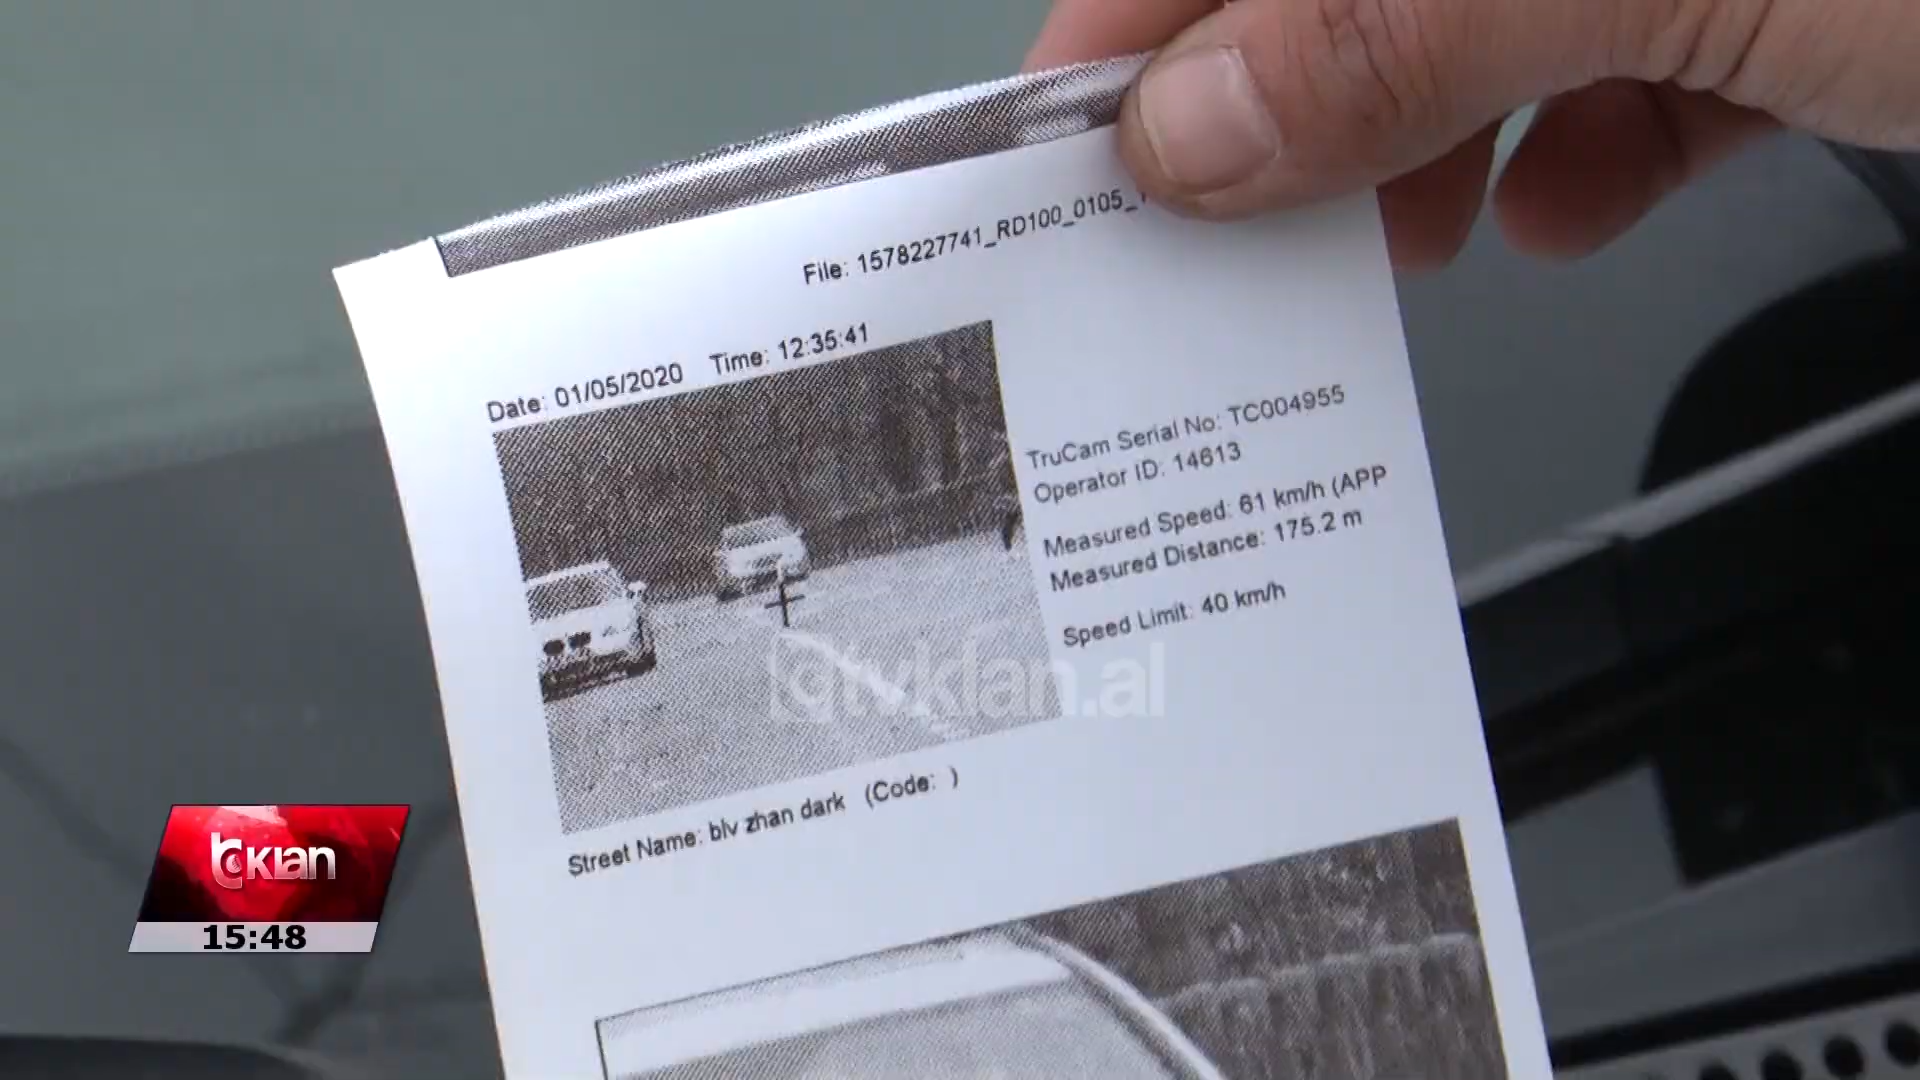 File: 1578227741_RD100_0105_
Date: 01/05/2020 Time: 12:35:41
TruCam Serial No: TC004955
Operator ID: 14613
Measured Speed: 61 km/h (APP
Measured Distance: 175.2 m
Speed Limit: 40 km/h
tvklan.al
Street Name: blv zhan dark (Code: )
KLan
15:48